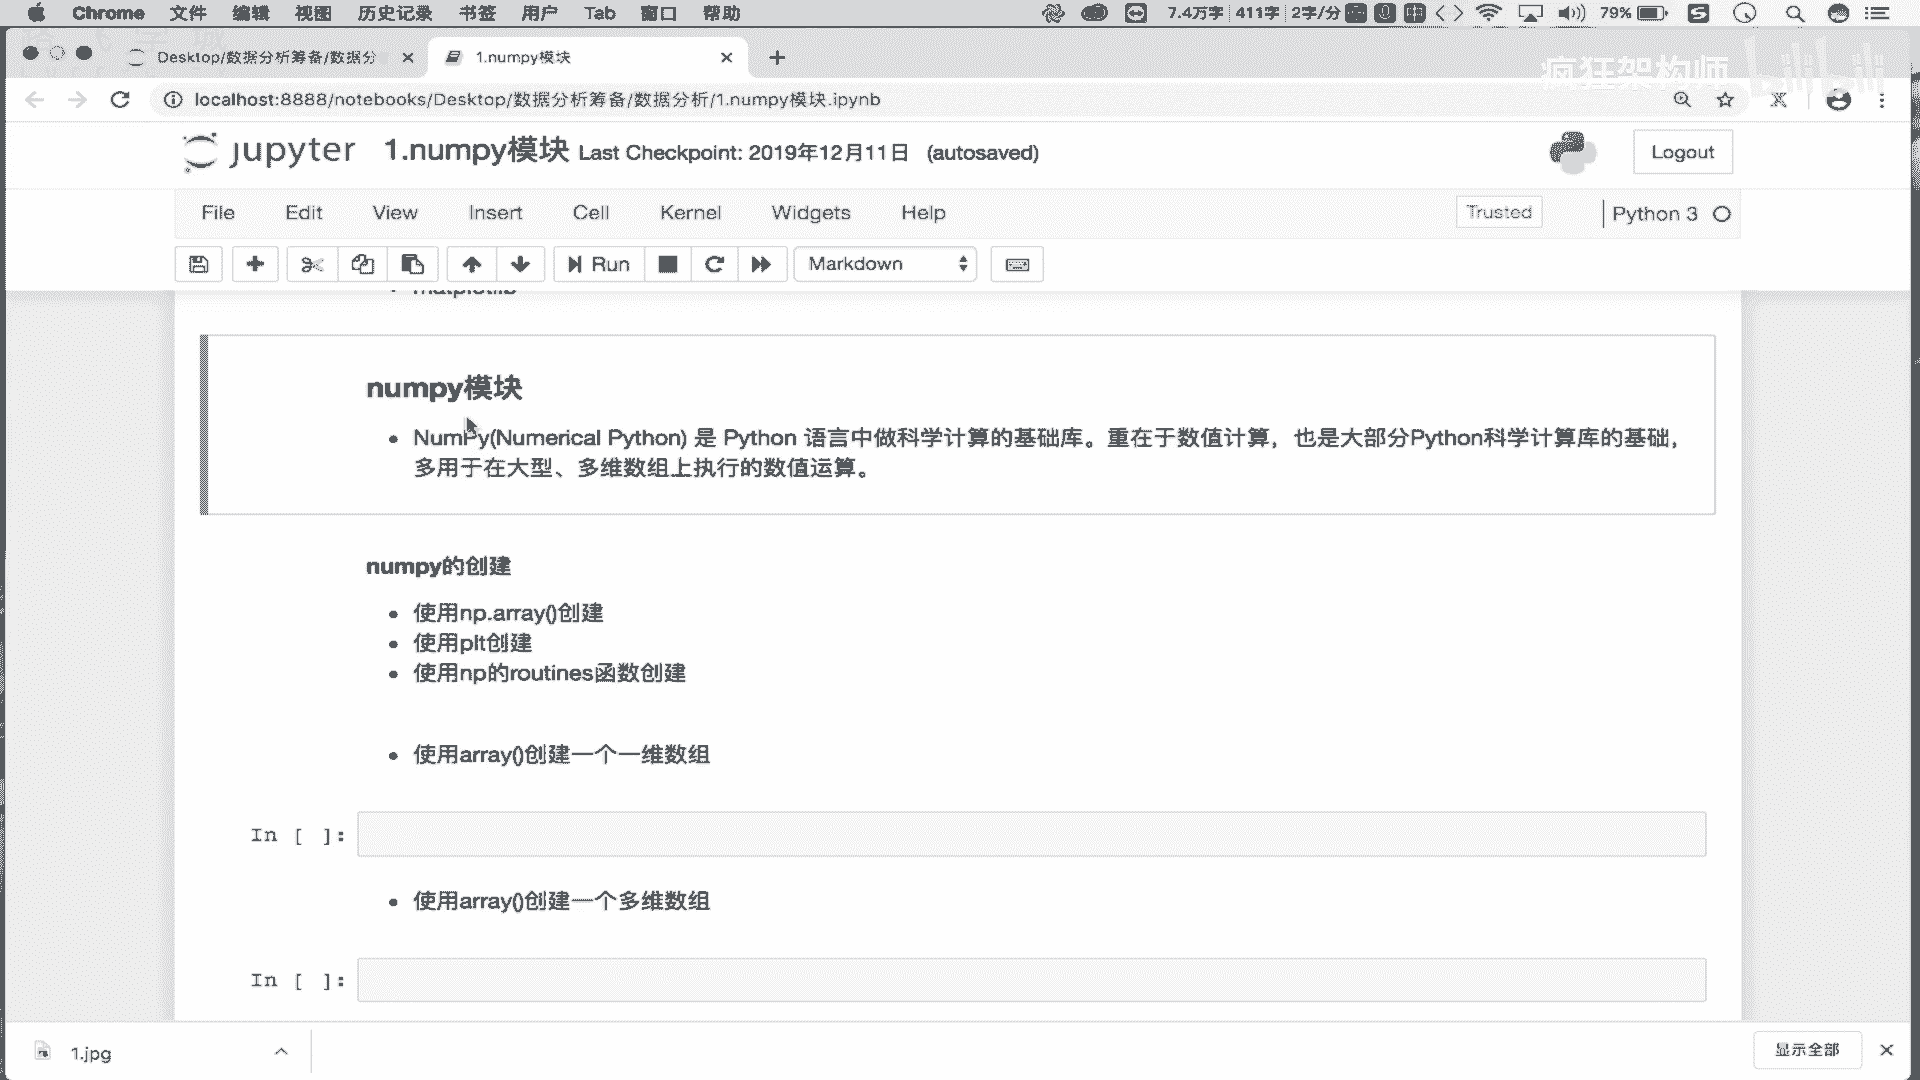 Chrome 文件 编辑 视图 历史记录 书签 用户 Tab 窗口 帮助 7.4万字 411字 2字/分 79%
Desktop/数据分析筹备/数据分 1.numpy模块
疯狂架构师 bilibili
localhost:8888/notebooks/Desktop/数据分析筹备/数据分析/1.numpy模块.ipynb
jupyter 1.numpy模块 Last Checkpoint: 2019年12月11日 (autosaved) Logout
File Edit View Insert Cell Kernel Widgets Help Trusted Python 3
Run Markdown
matplotlib
numpy模块
NumPy(Numerical Python) 是 Python 语言中做科学计算的基础库。重在于数值计算，也是大部分Python科学计算库的基础，
多用于在大型、多维数组上执行的数值运算。
numpy的创建
使用np.array()创建
使用plt创建
使用np的routines函数创建
使用array()创建一个一维数组
In [ ]:
使用array()创建一个多维数组
In [ ]:
1.jpg 显示全部